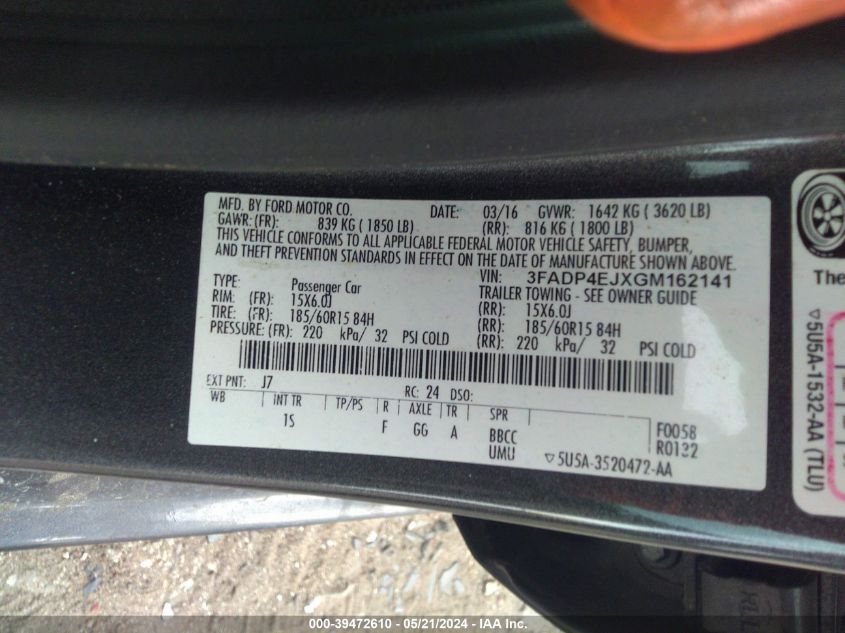 MFD. BY FORD MOTOR CO. DATE: 03/16 GVWR: 1642 KG ( 3620 LB)
GAWR: (FR): 839 KG ( 1850 LB) (RR): 816 KG ( 1800 LB)
THIS VEHICLE CONFORMS TO ALL APPLICABLE FEDERAL MOTOR VEHICLE SAFETY, BUMPER,
AND THEFT PREVENTION STANDARDS IN EFFECT ON THE DATE OF MANUFACTURE SHOWN ABOVE.
VIN: 3FADP4EJXGM162141
TYPE: Passenger Car TRAILER TOWING - SEE OWNER GUIDE
RIM: (FR) 15X6.0J (RR): 15X6.0J
TIRE: (FR) 185/60R15 84H (RR): 185/60R15 84H
PRESSURE: (FR): 220 kPa/ 32 PSI COLD (RR): 220 kPa/ 32 PSI COLD
EXT PNT: J7 RC: 24 DSO:
WB INT TR TP/PS R AXLE TR SPR
1S F GG A BBCC F0058
UMU R0132
▽5U5A-3520472-AA
The
▽5U5A-1532-AA (TLU)
000-39472610 - 05/21/2024 - IAA Inc.